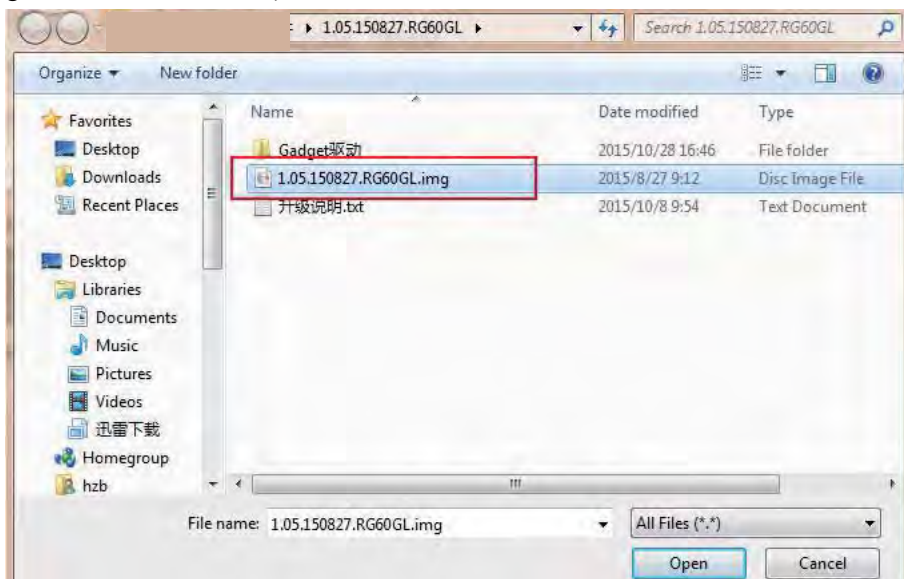 1.05.150827.RG60GL
Search 1.05.150827.RG60GL
Organize
New folder
Name
Date modified
Type
Favorites
Desktop
Downloads
Recent Places
Desktop
Libraries
Documents
Music
Pictures
Videos
迅雷下载
Homegroup
hzb
Gadget驱动
2015/10/28 16:46
File folder
1.05.150827.RG60GL.img
2015/8/27 9:12
Disc Image File
升级说明.txt
2015/10/8 9:54
Text Document
File name:
1.05.150827.RG60GL.img
All Files (*.*)
Open
Cancel